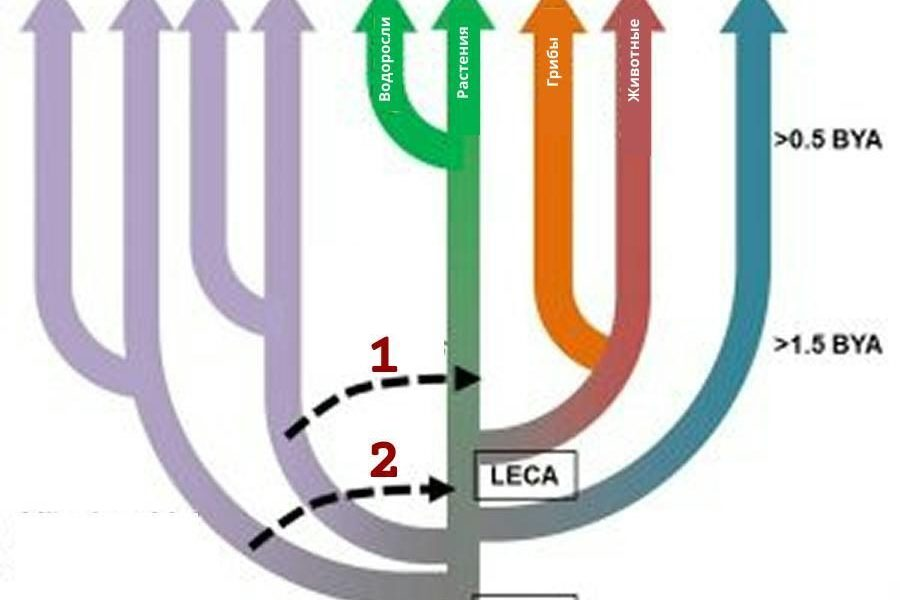 Водоросли
Растения
Грибы
Животные
>0.5 BYA
>1.5 BYA
1
2
LECA